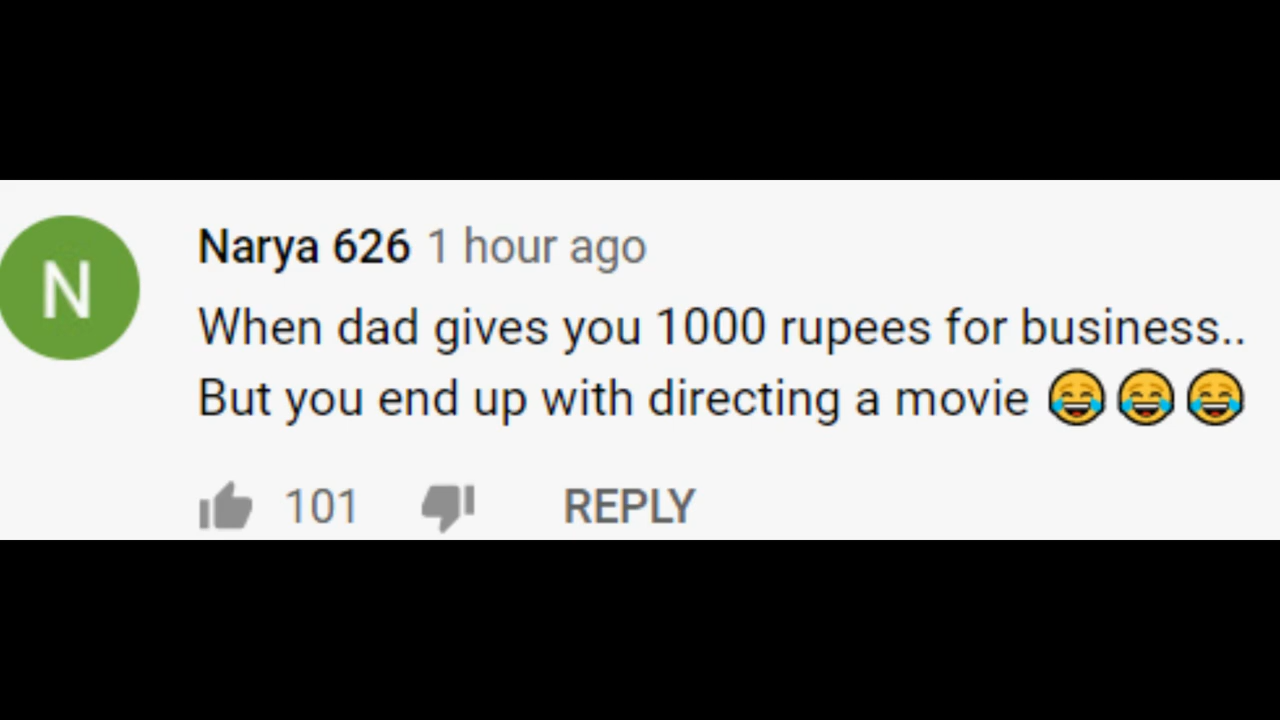 N
Narya 626 1 hour ago
When dad gives you 1000 rupees for business..
But you end up with directing a movie 😂😂😂
101 REPLY